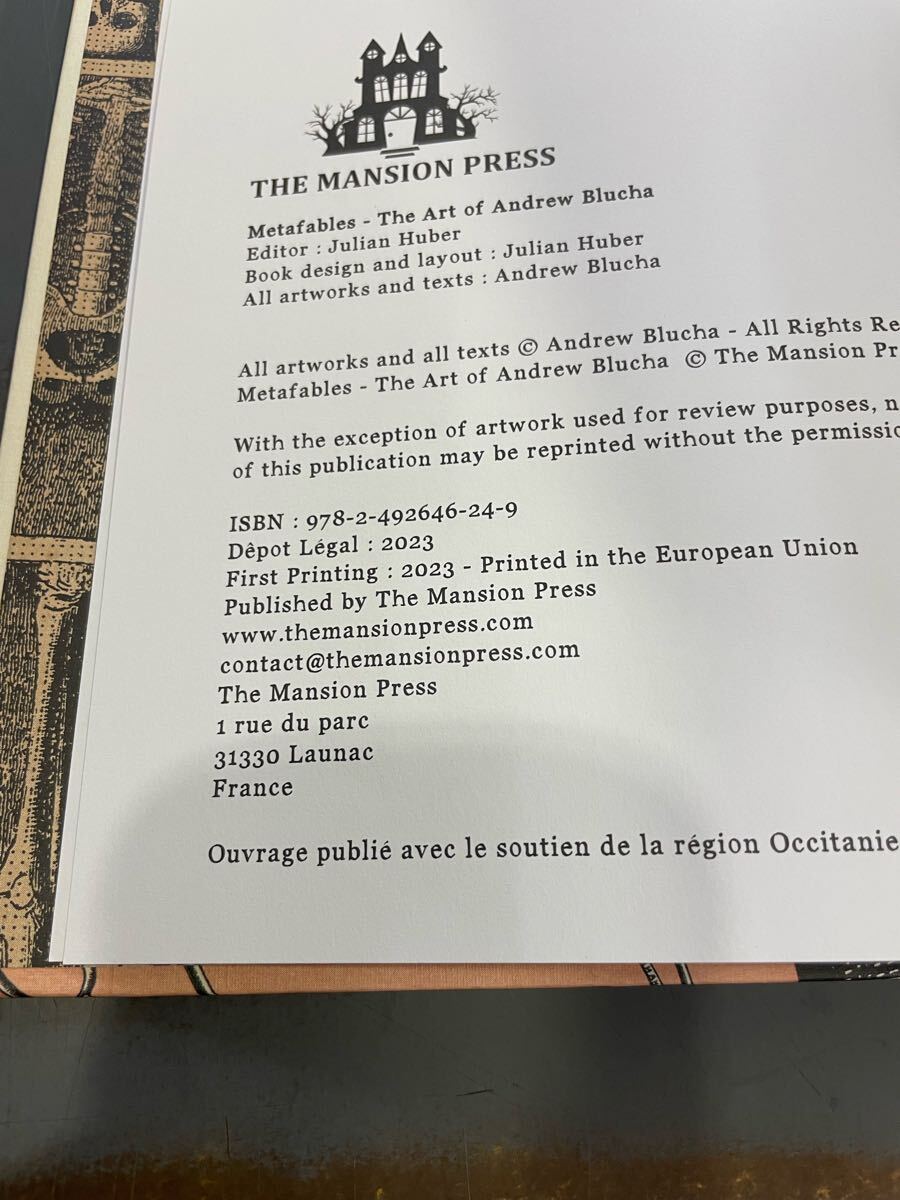 THE MANSION PRESS
Metafables - The Art of Andrew Blucha
Editor : Julian Huber
Book design and layout : Julian Huber
All artworks and texts : Andrew Blucha
All artworks and all texts © Andrew Blucha - All Rights Re
Metafables - The Art of Andrew Blucha © The Mansion Pr
With the exception of artwork used for review purposes, n
of this publication may be reprinted without the permissio
ISBN : 978-2-492646-24-9
Dêpot Légal : 2023
First Printing : 2023 - Printed in the European Union
Published by The Mansion Press
www.themansionpress.com
contact@themansionpress.com
The Mansion Press
1 rue du parc
31330 Launac
France
Ouvrage publié avec le soutien de la région Occitanie